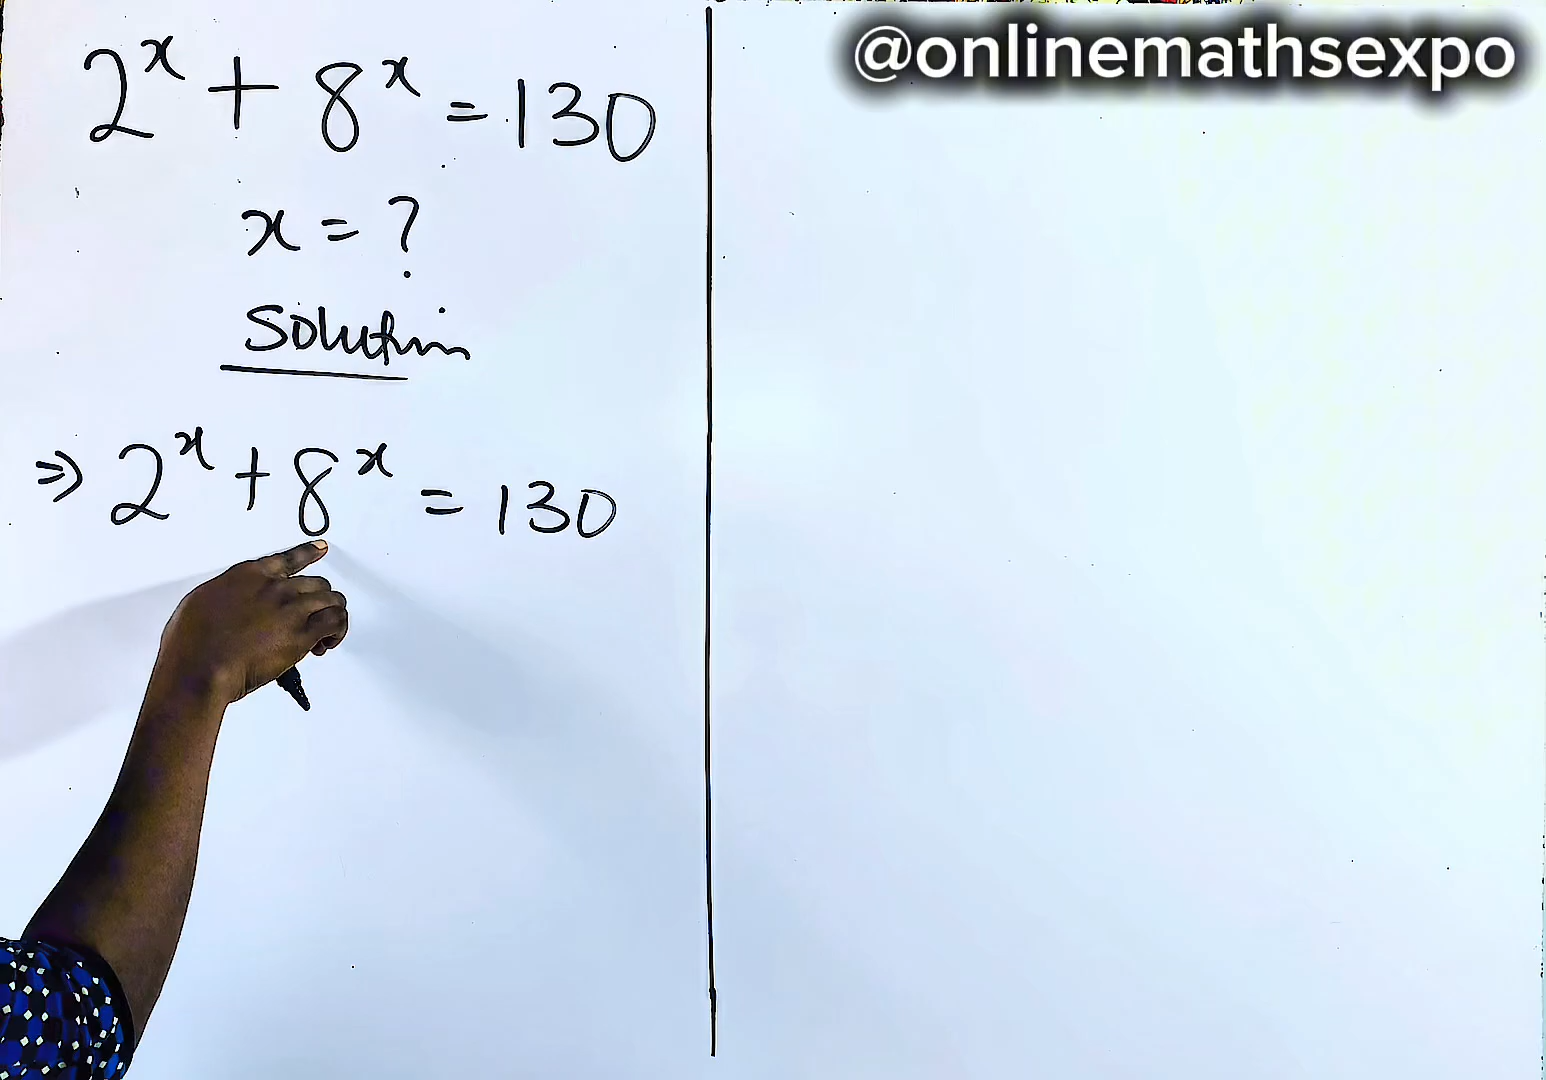 2^x + 8^x = 130
@onlinemathsexpo
x = ?
Solution
⇒ 2^x + 8^x = 130